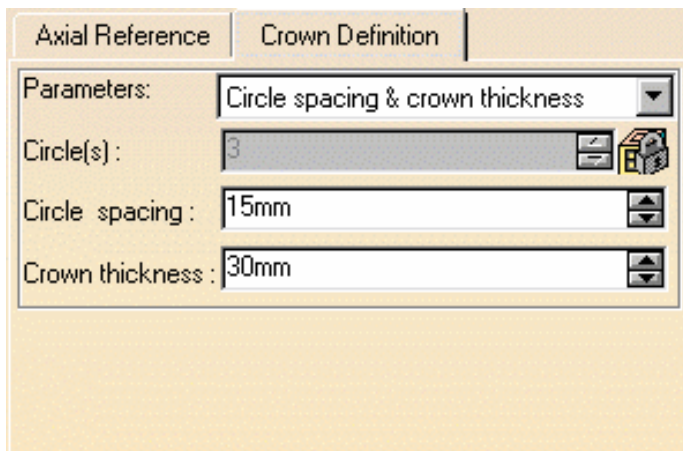 Axial Reference Crown Definition
Parameters: Circle spacing & crown thickness
Circle(s) : 3
Circle spacing : 15mm
Crown thickness : 30mm